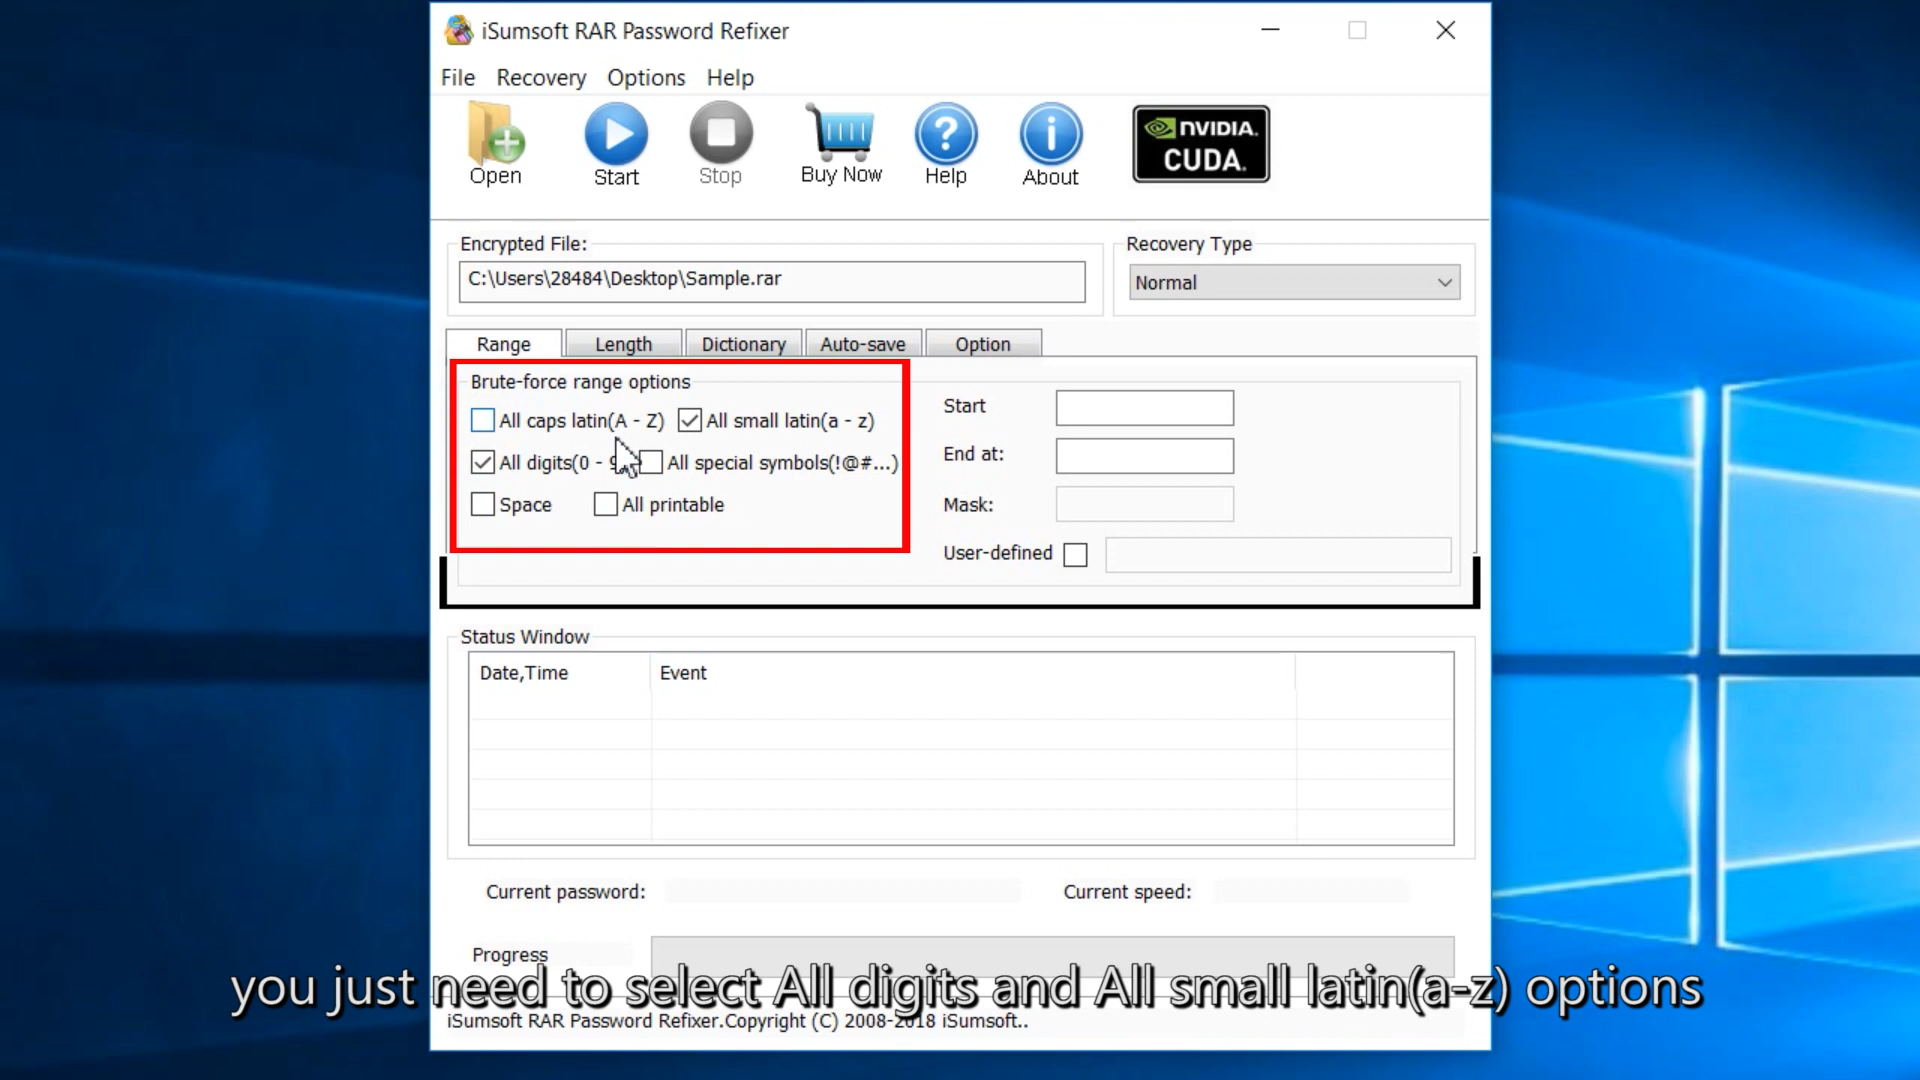 iSumsoft RAR Password Refixer
File Recovery Options Help
Open Start Stop Buy Now Help About
NVIDIA.
CUDA.
Encrypted File:
C:\Users\28484\Desktop\Sample.rar
Recovery Type
Normal
Range Length Dictionary Auto-save Option
Brute-force range options
All caps latin(A - Z) All small latin(a - z)
All digits(0 - 9 All special symbols(!@#...)
Space All printable
Start
End at:
Mask:
User-defined
Status Window
Date,Time Event
Current password: Current speed:
Progress
you just need to select All digits and All small latin(a-z) options
iSumsoft RAR Password Refixer.Copyright (C) 2008-2018 iSumsoft..